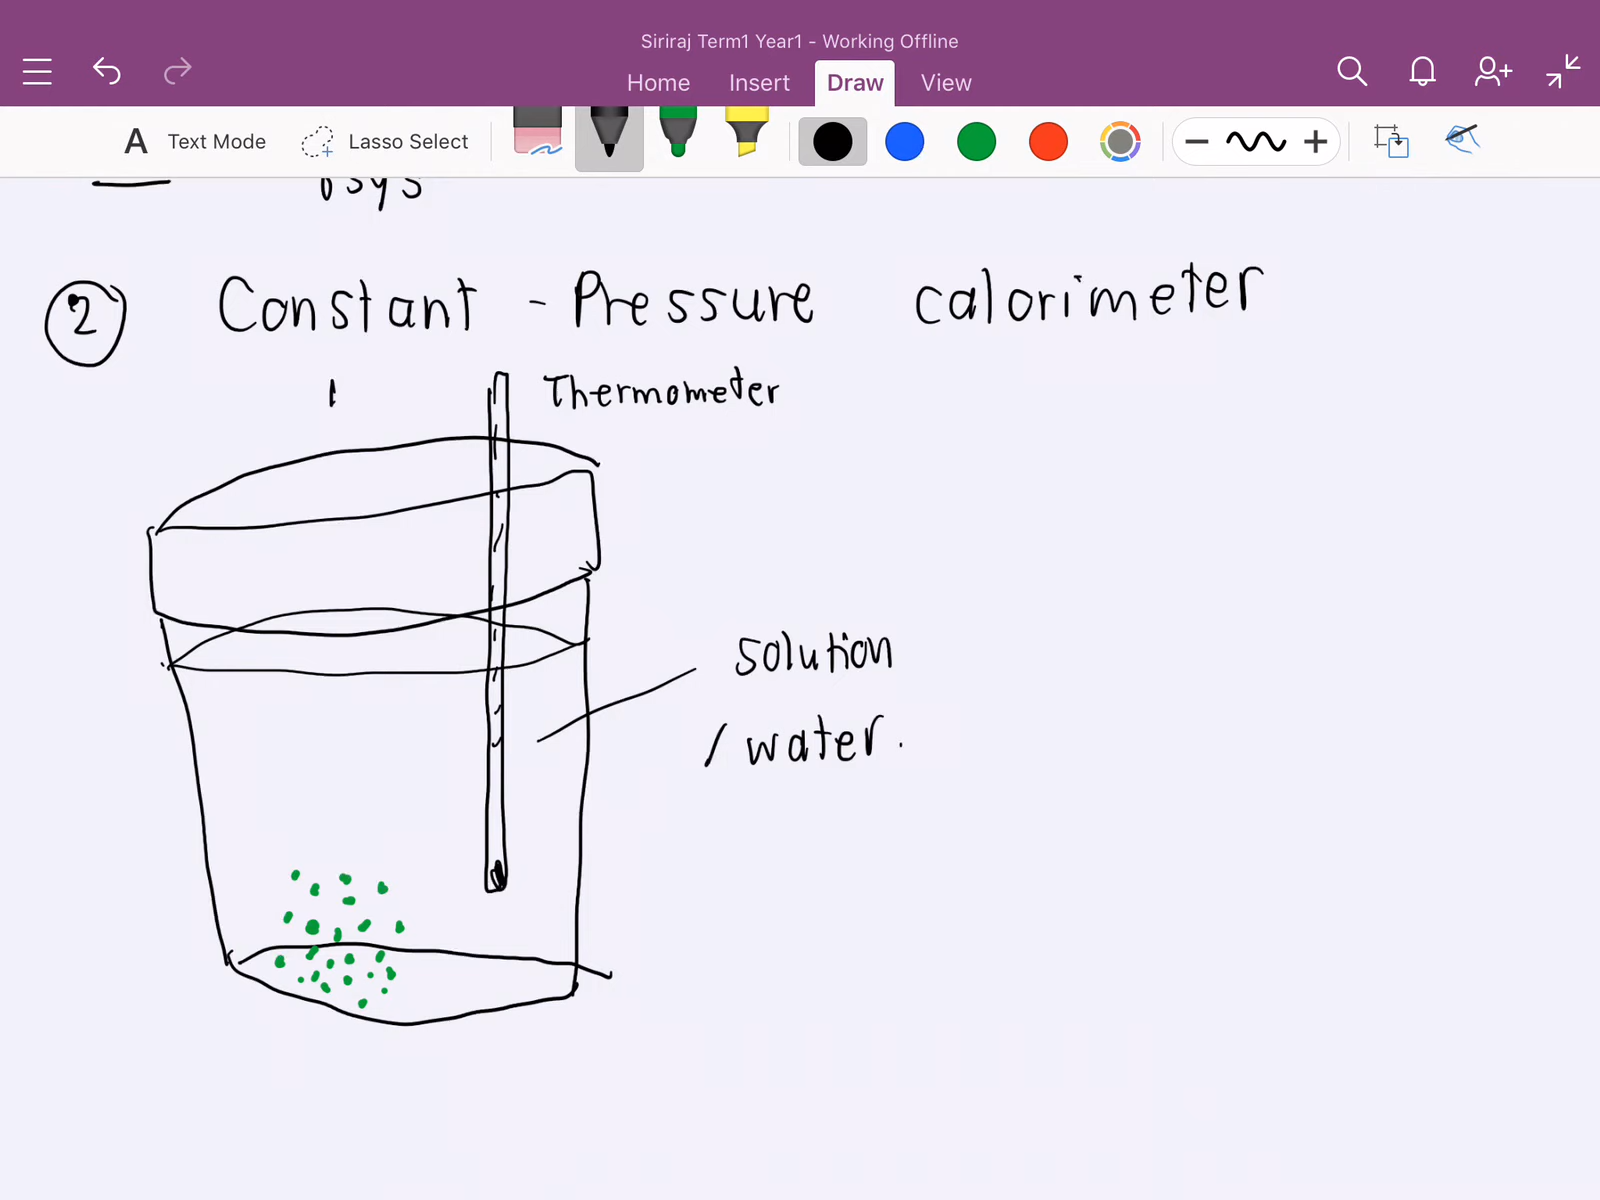 Siriraj Term1 Year1 - Working Offline
Home Insert Draw View
A Text Mode Lasso Select
2 Constant - Pressure calorimeter
Thermometer
solution
/ water.